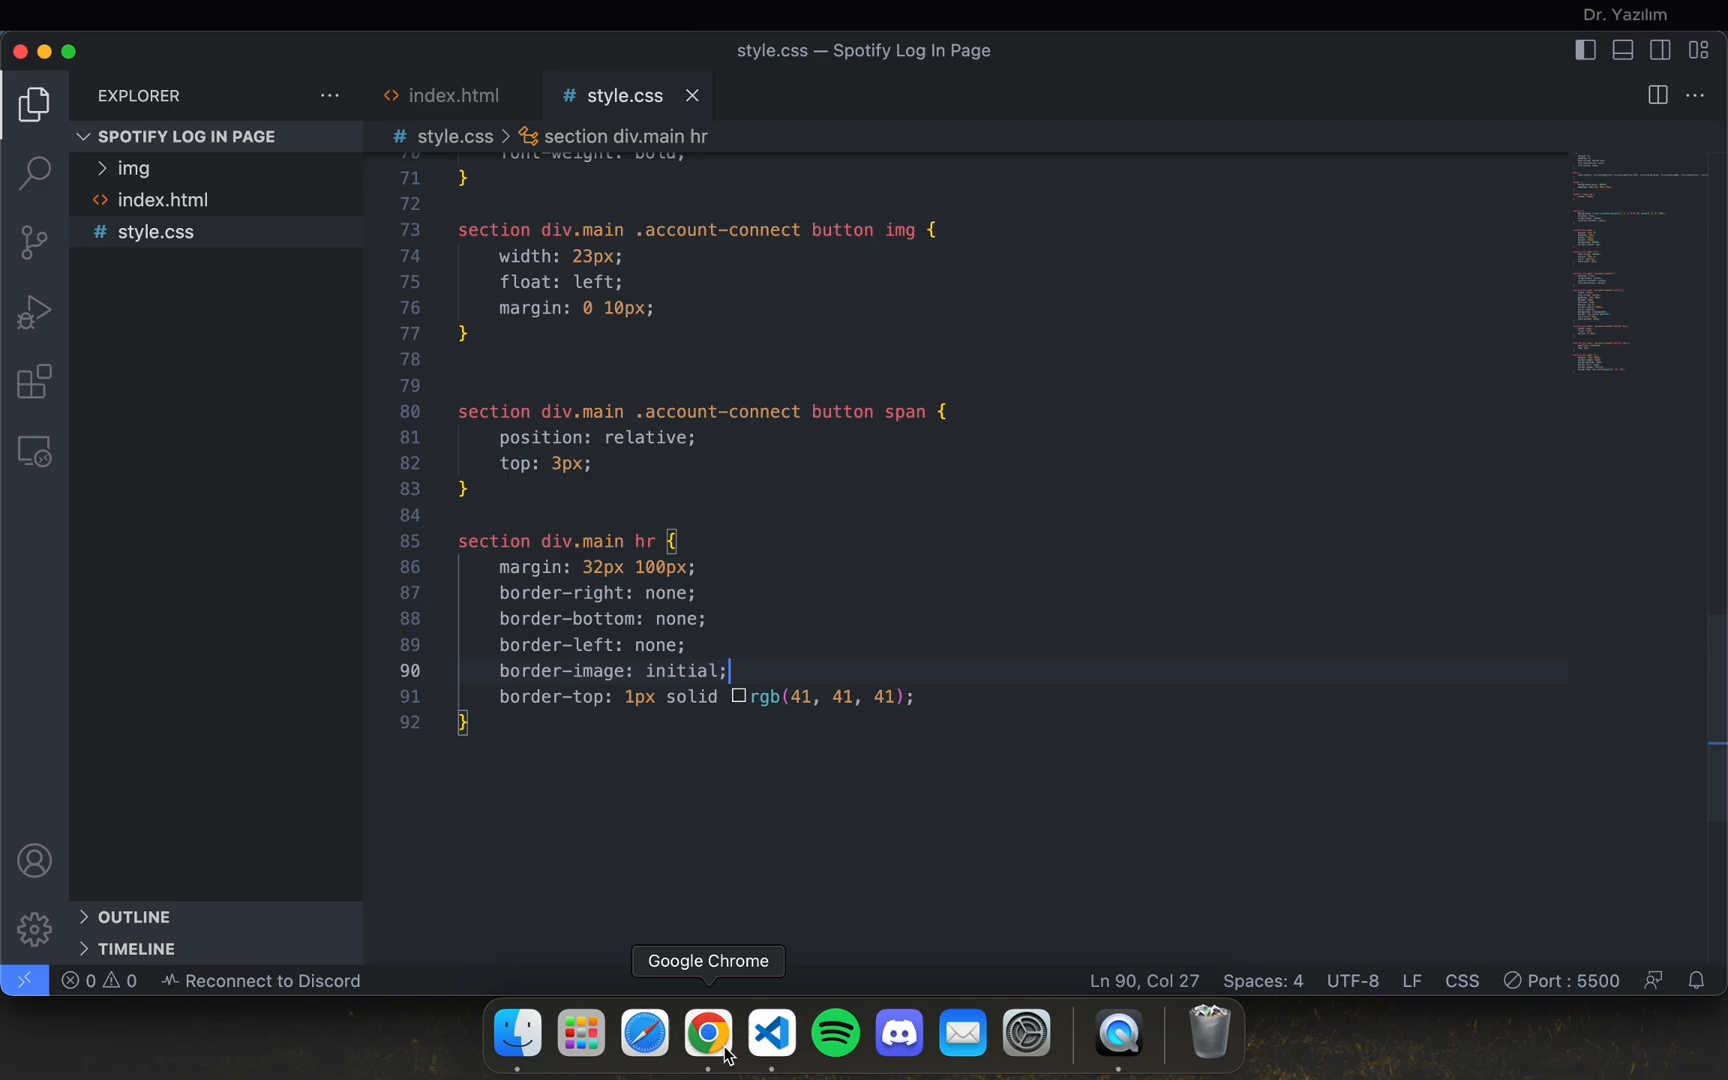 Dr. Yazılım
style.css — Spotify Log In Page
EXPLORER
index.html
# style.css
SPOTIFY LOG IN PAGE
# style.css > section div.main hr
img
index.html
# style.css
70 font-weight: bold;
71 }
72
73 section div.main .account-connect button img {
74 width: 23px;
75 float: left;
76 margin: 0 10px;
77 }
78
79
80 section div.main .account-connect button span {
81 position: relative;
82 top: 3px;
83 }
84
85 section div.main hr {
86 margin: 32px 100px;
87 border-right: none;
88 border-bottom: none;
89 border-left: none;
90 border-image: initial;
91 border-top: 1px solid rgb(41, 41, 41);
92 }
OUTLINE
TIMELINE
Google Chrome
0 0 Reconnect to Discord Ln 90, Col 27 Spaces: 4 UTF-8 LF CSS Port : 5500